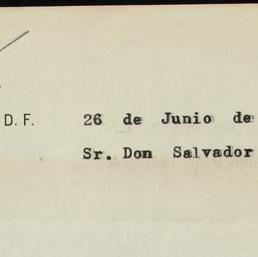 D. F. 26 de Junio de
Sr. Don Salvador